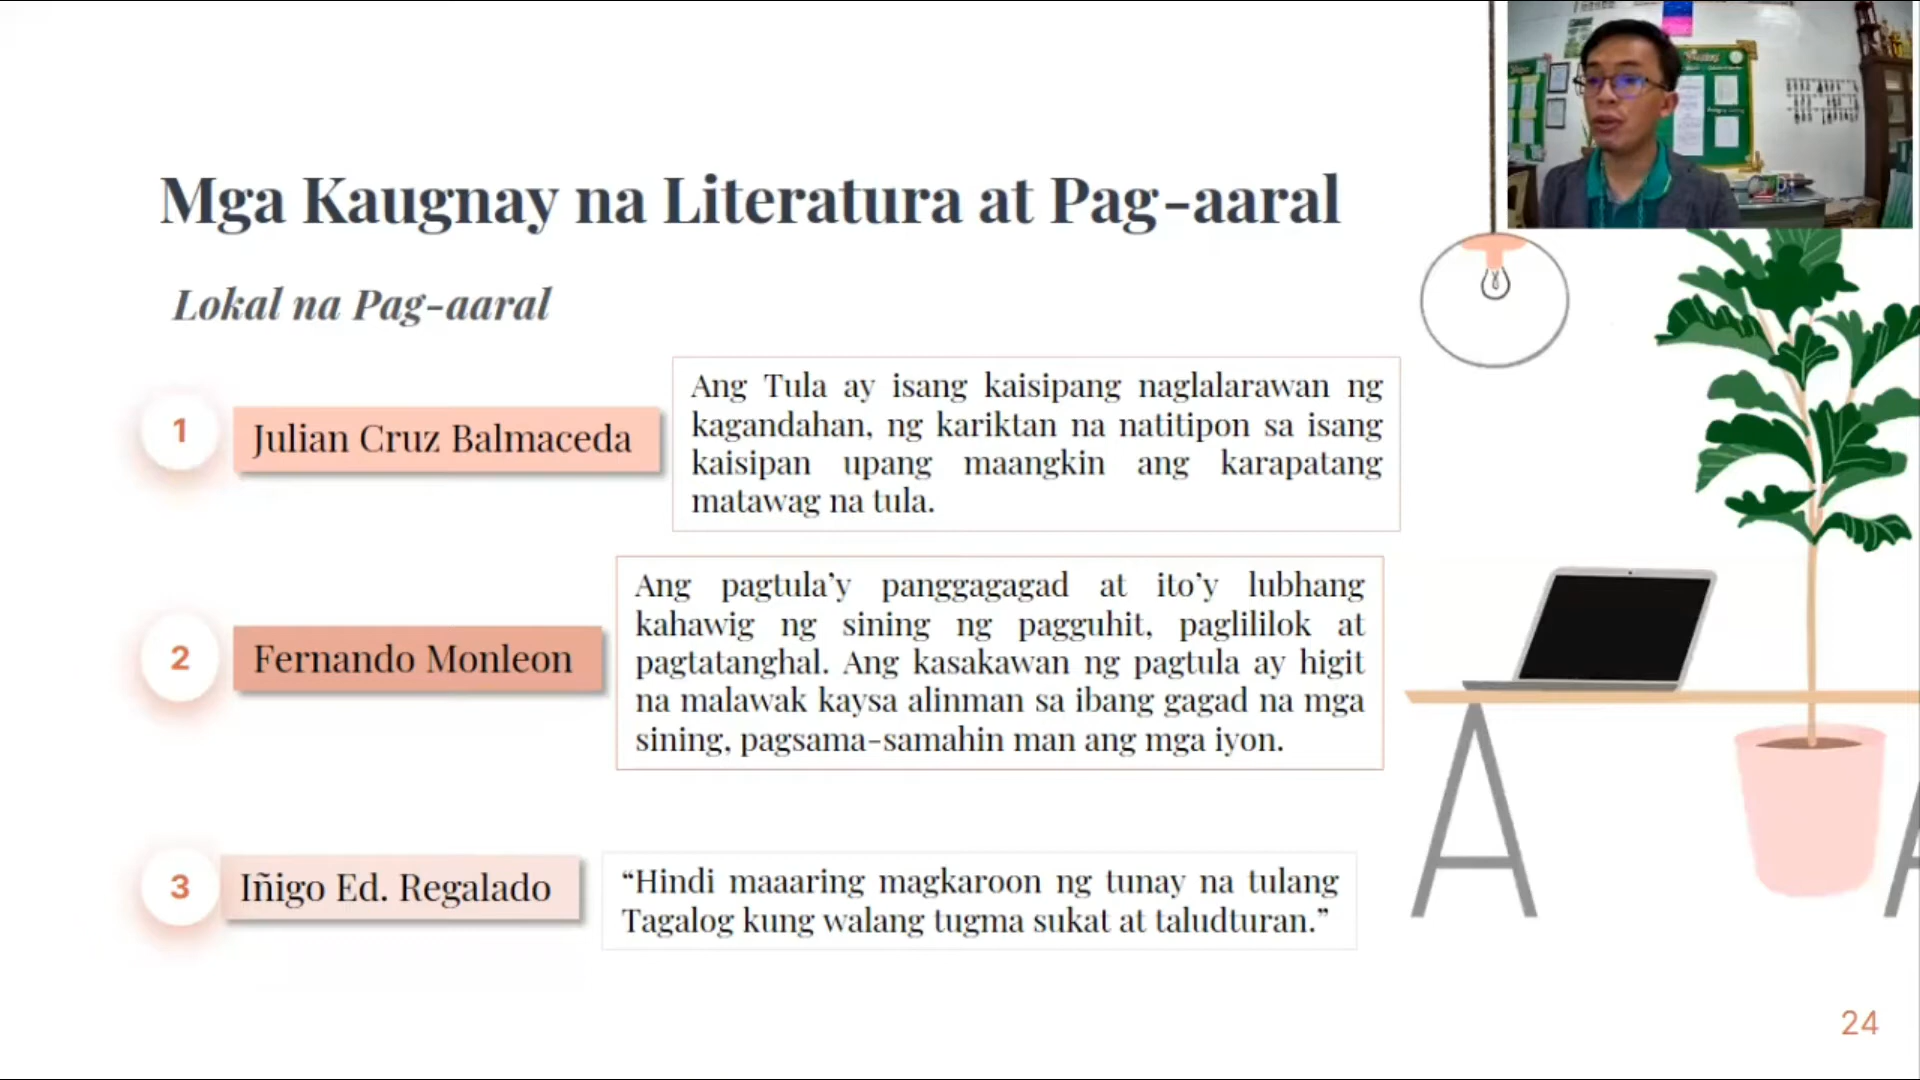 Mga Kaugnay na Literatura at Pag-aaral
Lokal na Pag-aaral
1
Julian Cruz Balmaceda
Ang Tula ay isang kaisipang naglalarawan ng
kagandahan, ng kariktan na natitipon sa isang
kaisipan upang maangkin ang karapatang
matawag na tula.
2
Fernando Monleon
Ang pagtula’y panggagagad at ito’y lubhang
kahawig ng sining ng pagguhit, paglililok at
pagtatanghal. Ang kasakawan ng pagtula ay higit
na malawak kaysa alinman sa ibang gagad na mga
sining, pagsama-samahin man ang mga iyon.
3
Iñigo Ed. Regalado
“Hindi maaaring magkaroon ng tunay na tulang
Tagalog kung walang tugma sukat at taludturan.”
24